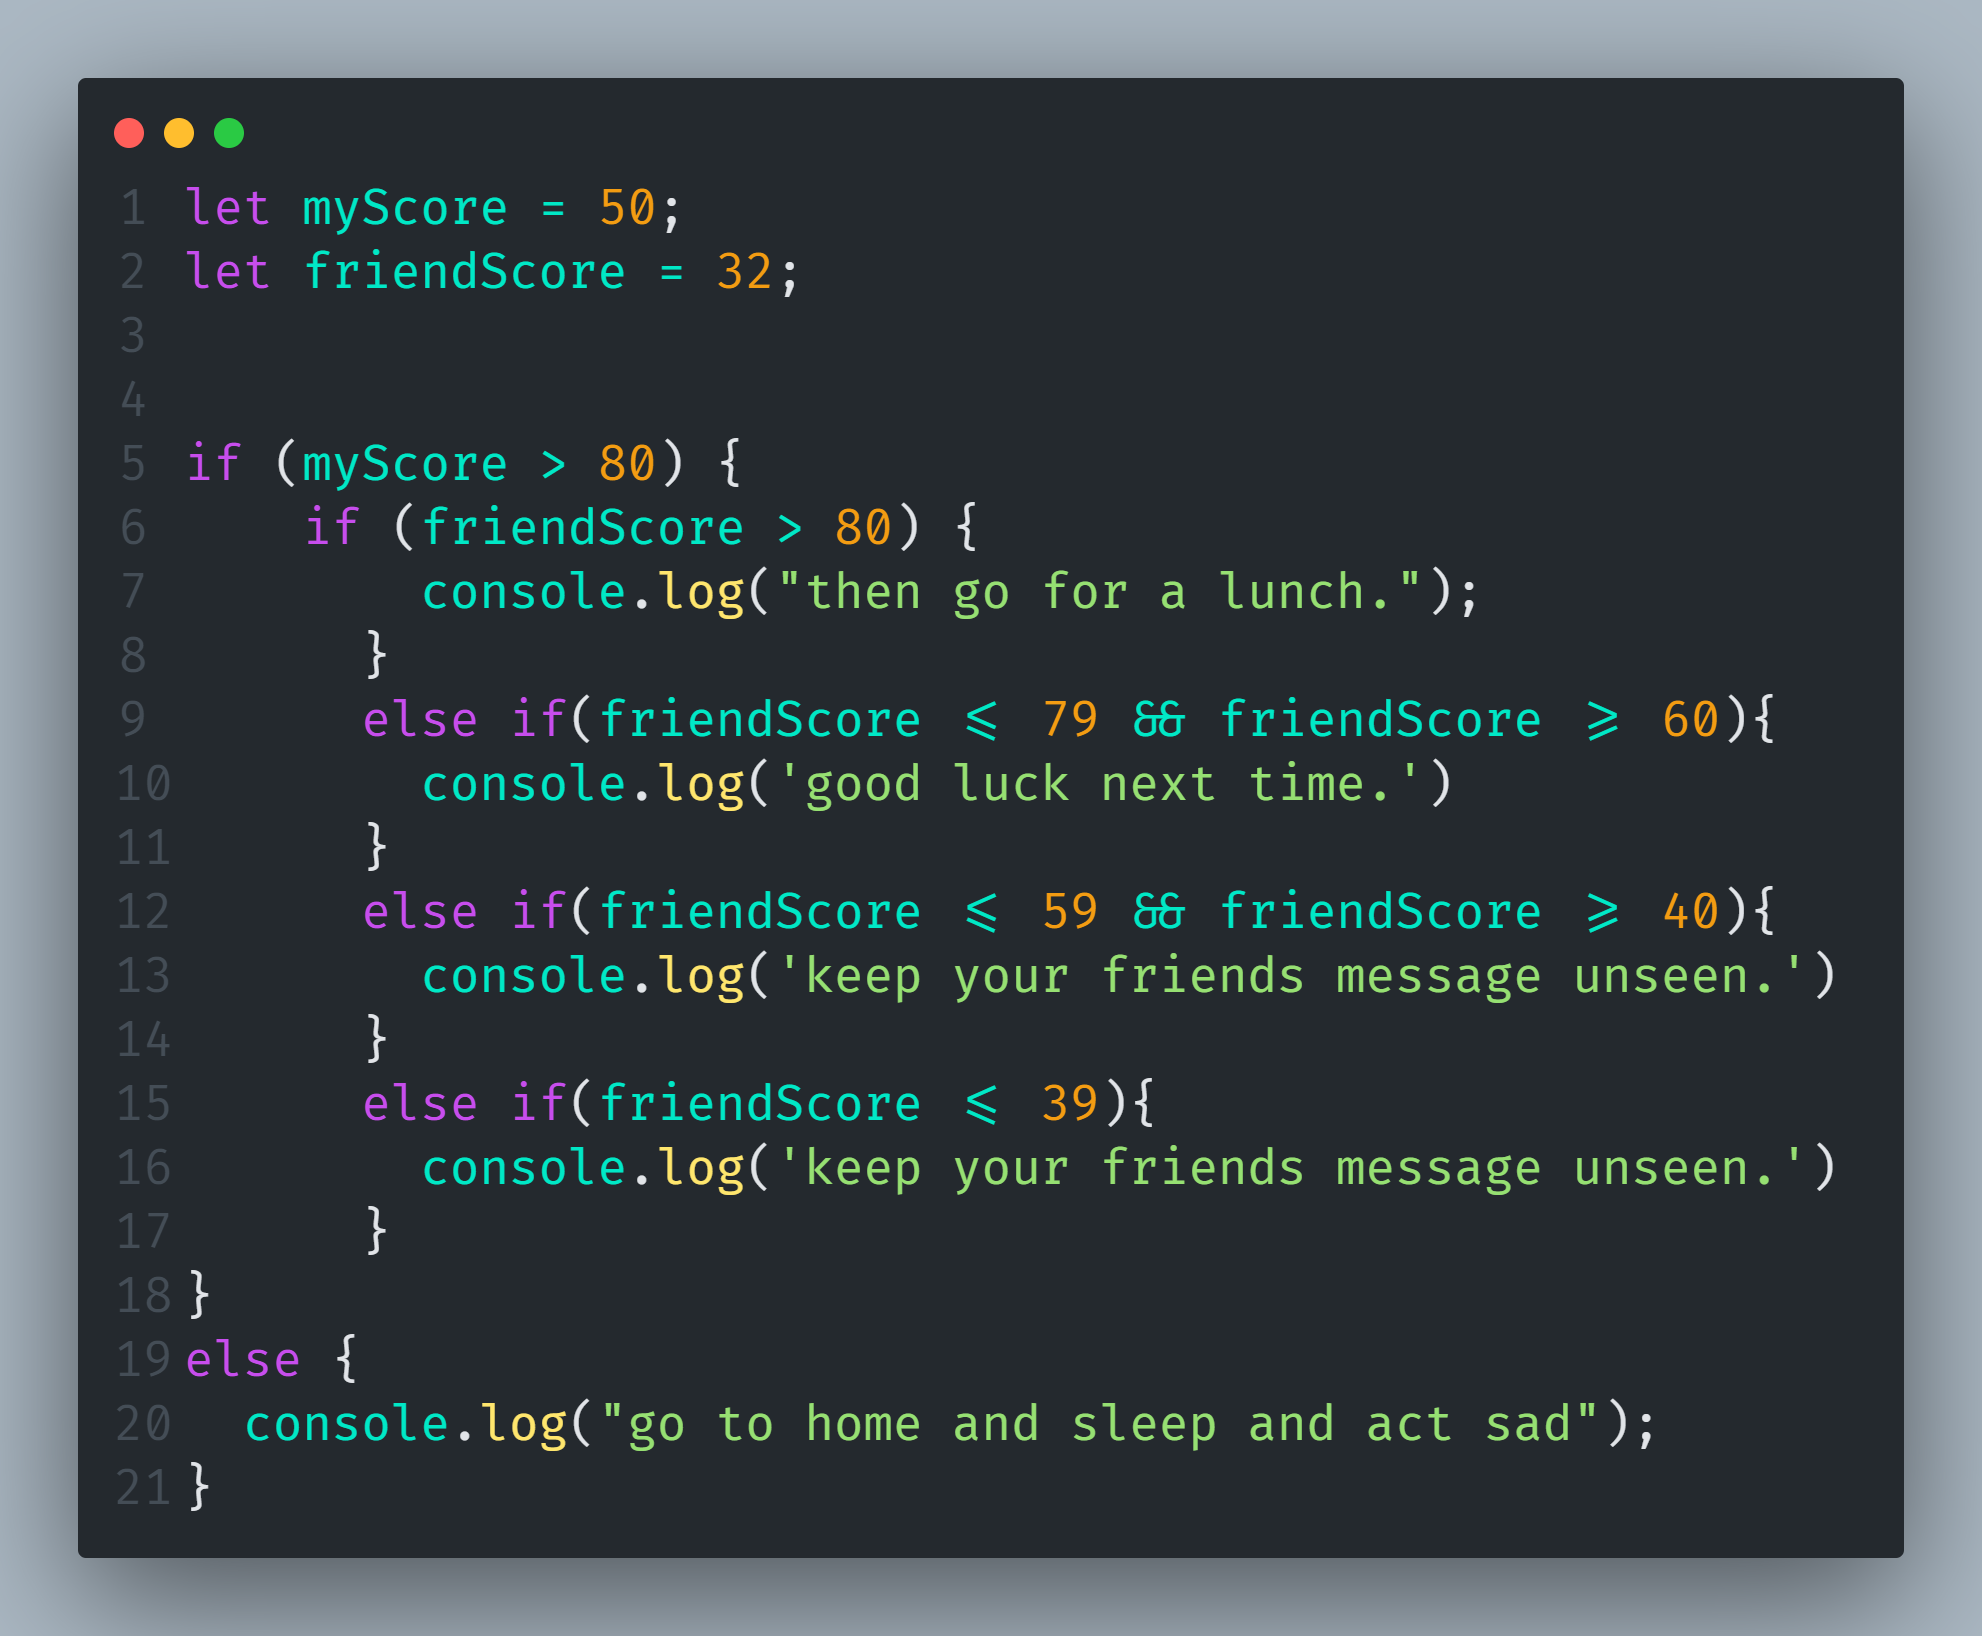 1 let myScore = 50;
2 let friendScore = 32;
3
4
5 if (myScore > 80) {
6     if (friendScore > 80) {
7         console.log("then go for a lunch.");
8       }
9       else if(friendScore <= 79 && friendScore >= 60){
10         console.log('good luck next time.')
11       }
12       else if(friendScore <= 59 && friendScore >= 40){
13         console.log('keep your friends message unseen.')
14       }
15       else if(friendScore <= 39){
16         console.log('keep your friends message unseen.')
17       }
18 }
19 else {
20   console.log("go to home and sleep and act sad");
21 }